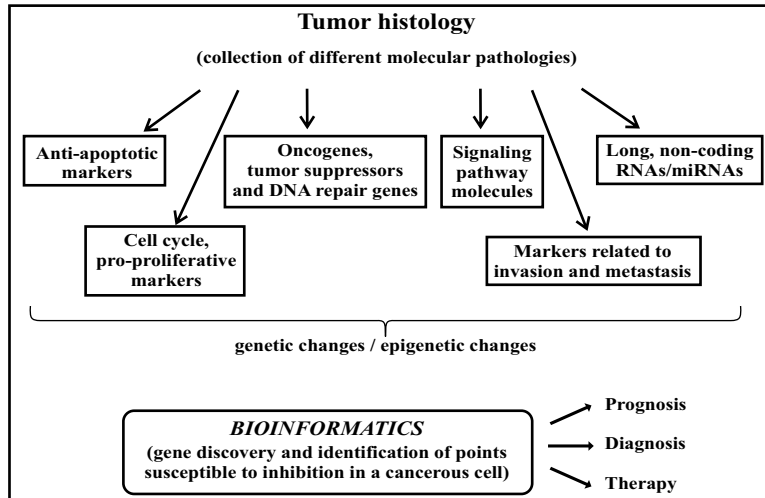 Tumor histology
(collection of different molecular pathologies)
Anti-apoptotic
markers
Oncogenes,
tumor suppressors
and DNA repair genes
Signaling
pathway
molecules
Long, non-coding
RNAs/miRNAs
Cell cycle,
pro-proliferative
markers
Markers related to
invasion and metastasis
genetic changes / epigenetic changes
BIOINFORMATICS
(gene discovery and identification of points
susceptible to inhibition in a cancerous cell)
Prognosis
Diagnosis
Therapy